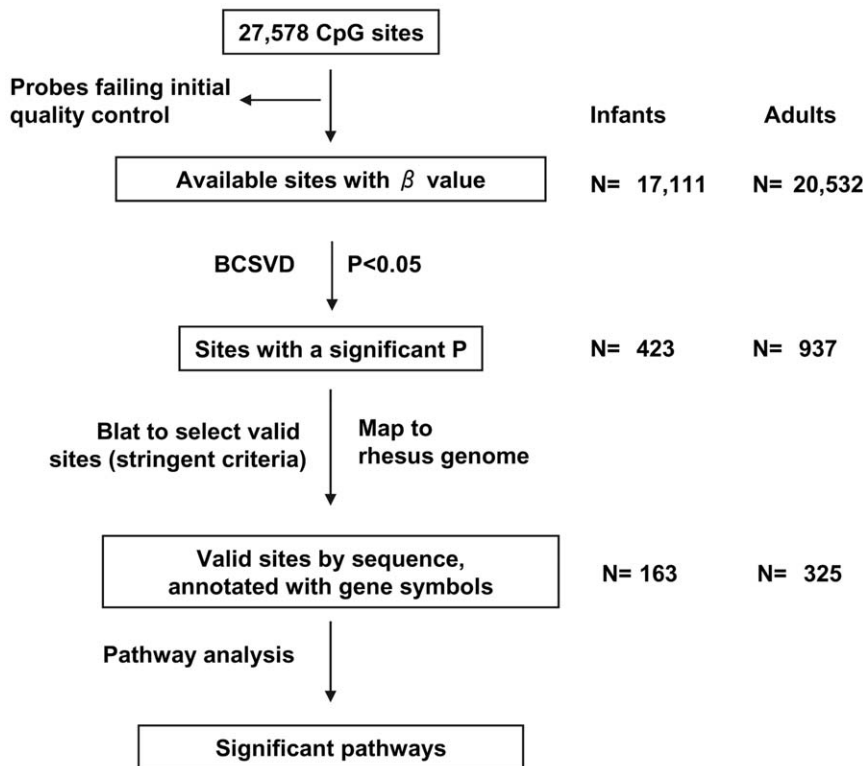 27,578 CpG sites
Probes failing initial
quality control
Infants Adults
Available sites with β value N= 17,111 N= 20,532
BCSVD P<0.05
Sites with a significant P N= 423 N= 937
Blat to select valid
sites (stringent criteria)
Map to
rhesus genome
Valid sites by sequence,
annotated with gene symbols
N= 163 N= 325
Pathway analysis
Significant pathways